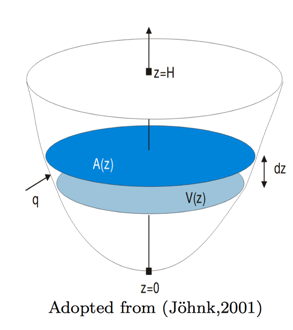 z=H
A(z)
dz
q
V(z)
z=0
Adopted from (Jöhnk,2001)